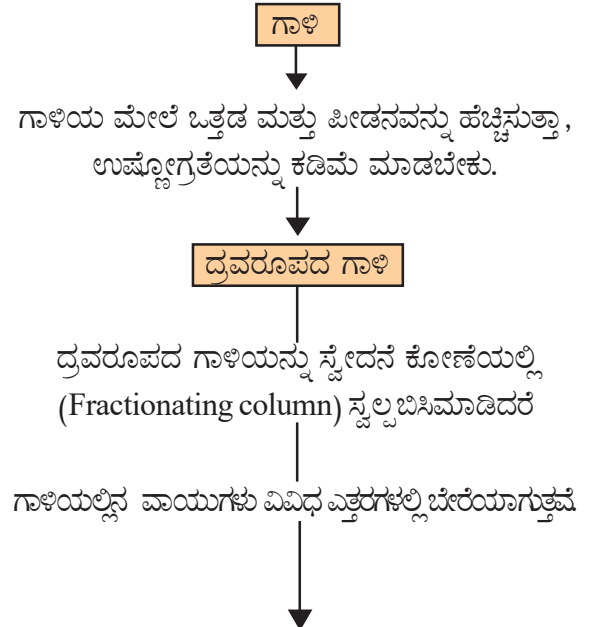 ಗಾಳಿ
ಗಾಳಿಯ ಮೇಲೆ ಒತ್ತಡ ಮತ್ತು ಪೀಡನವನ್ನು ಹೆಚ್ಚಿಸುತ್ತಾ,
ಉಷ್ಣೋಗ್ರತೆಯನ್ನು ಕಡಿಮೆ ಮಾಡಬೇಕು.
ದ್ರವರೂಪದ ಗಾಳಿ
ದ್ರವರೂಪದ ಗಾಳಿಯನ್ನು ಸ್ವೇದನೆ ಕೋಣೆಯಲ್ಲಿ
(Fractionating column) ಸ್ವಲ್ಪಬಿಸಿಮಾಡಿದರೆ
ಗಾಳಿಯಲ್ಲಿನ ವಾಯುಗಳು ವಿವಿಧ ಎತ್ತರಗಳಲ್ಲಿ ಬೇರೆಯಾಗುತ್ತವೆ.